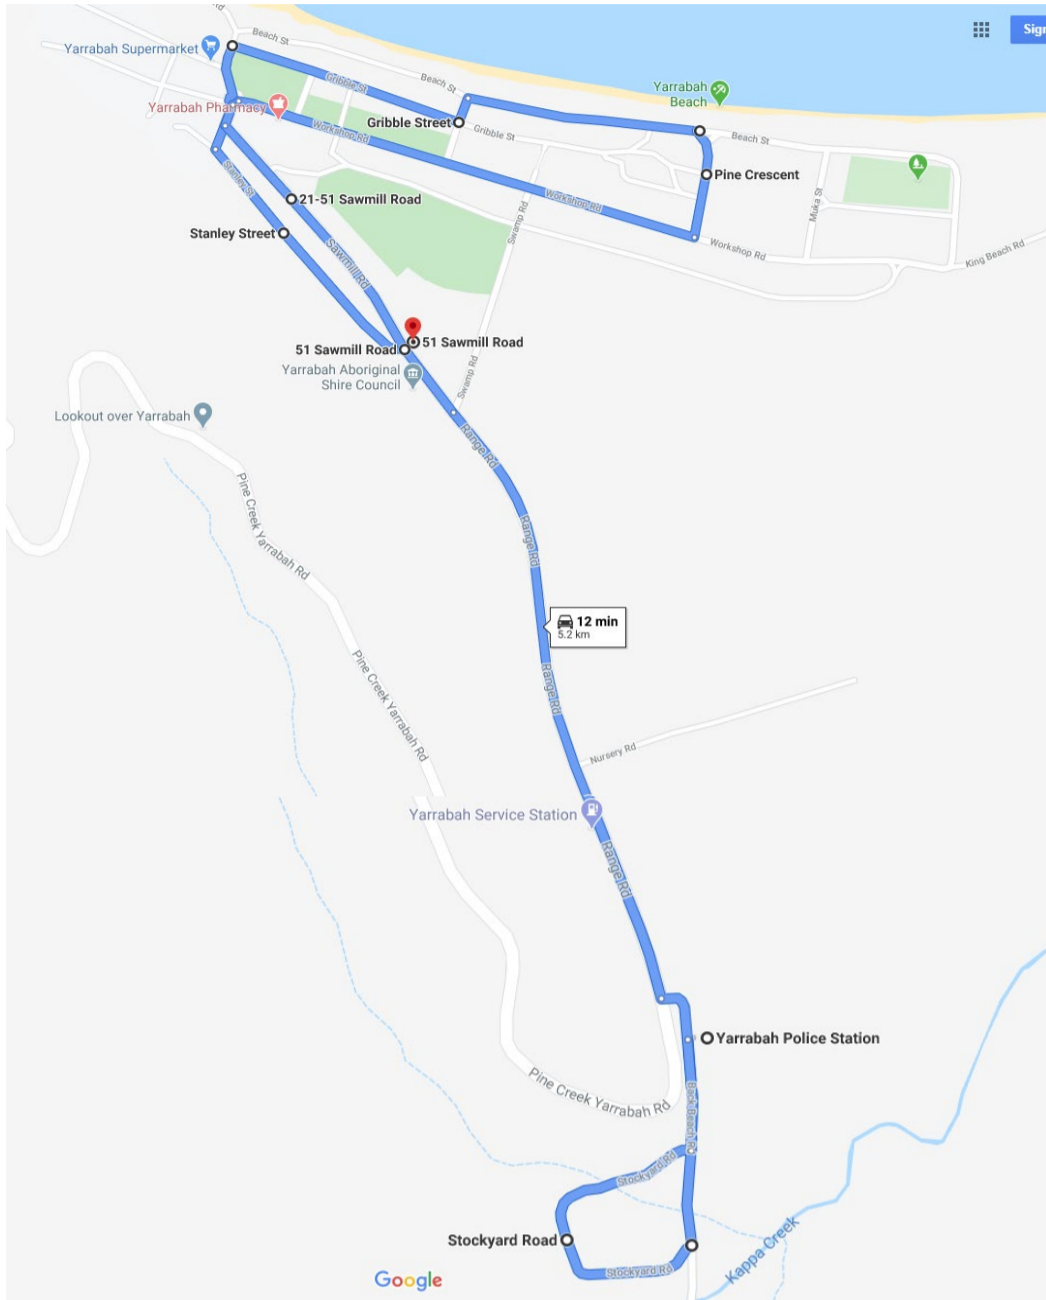 Sign
Beach St
Yarrabah Supermarket
Beach St
Gribble St
Yarrabah
Beach
Yarrabah Pharmacy
Gribble Street
Workshop Rd
Gribble St
Beach St
Pine Crescent
Stanley St
21-51 Sawmill Road
Workshop Rd
Muka St
Swamp Rd
Stanley Street
Sawmill Rd
Workshop Rd
King Beach Rd
51 Sawmill Road
51 Sawmill Road
Yarrabah Aboriginal
Shire Council
Swamp Rd
Lookout over Yarrabah
Range Rd
Pine Creek Yarrabah Rd
Range Rd
12 min
5.2 km
Pine Creek Yarrabah Rd
Range Rd
Nursery Rd
Yarrabah Service Station
Range Rd
Yarrabah Police Station
Pine Creek Yarrabah Rd
Back Beach Rd
Stockyard Rd
Stockyard Road
Kappa Creek
Stockyard Rd
Google